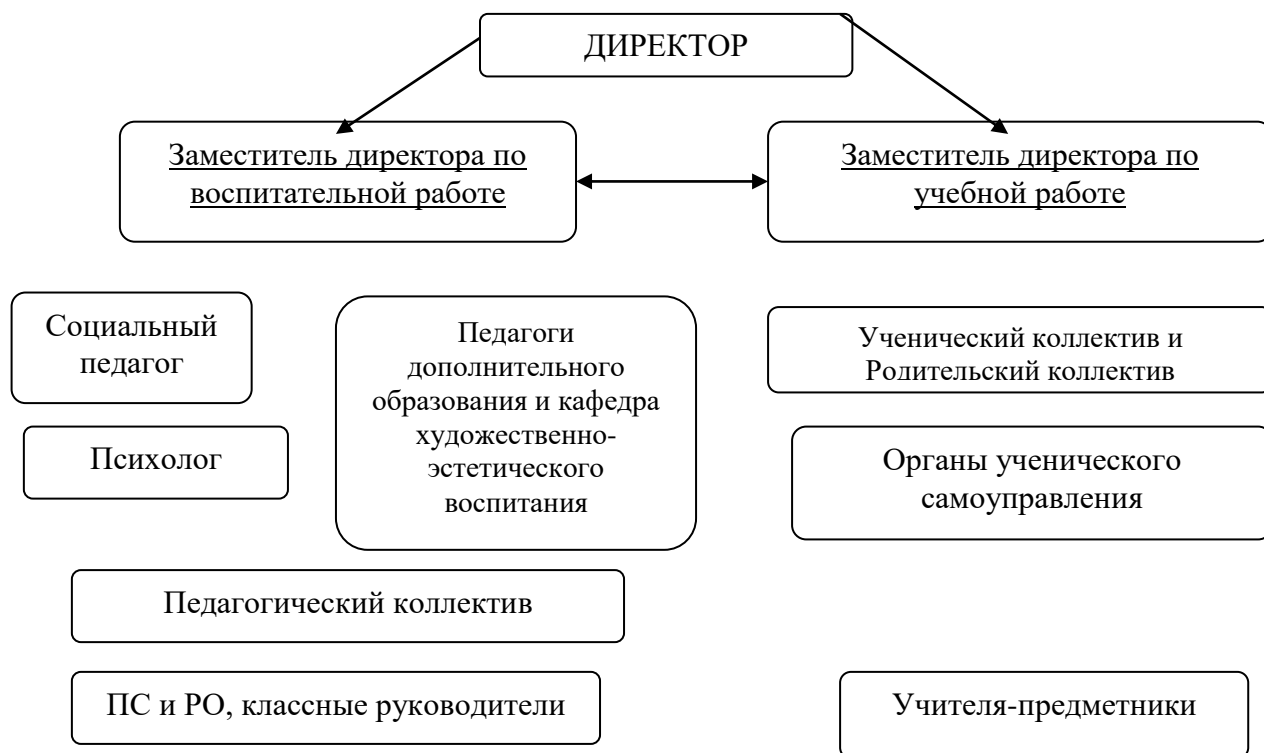 ДИРЕКТОР
Заместитель директора по
воспитательной работе
Заместитель директора по
учебной работе
Социальный
педагог
Педагоги
дополнительного
образования и кафедра
художественно-
эстетического
воспитания
Ученический коллектив и
Родительский коллектив
Психолог
Органы ученического
самоуправления
Педагогический коллектив
ПС и РО, классные руководители
Учителя-предметники